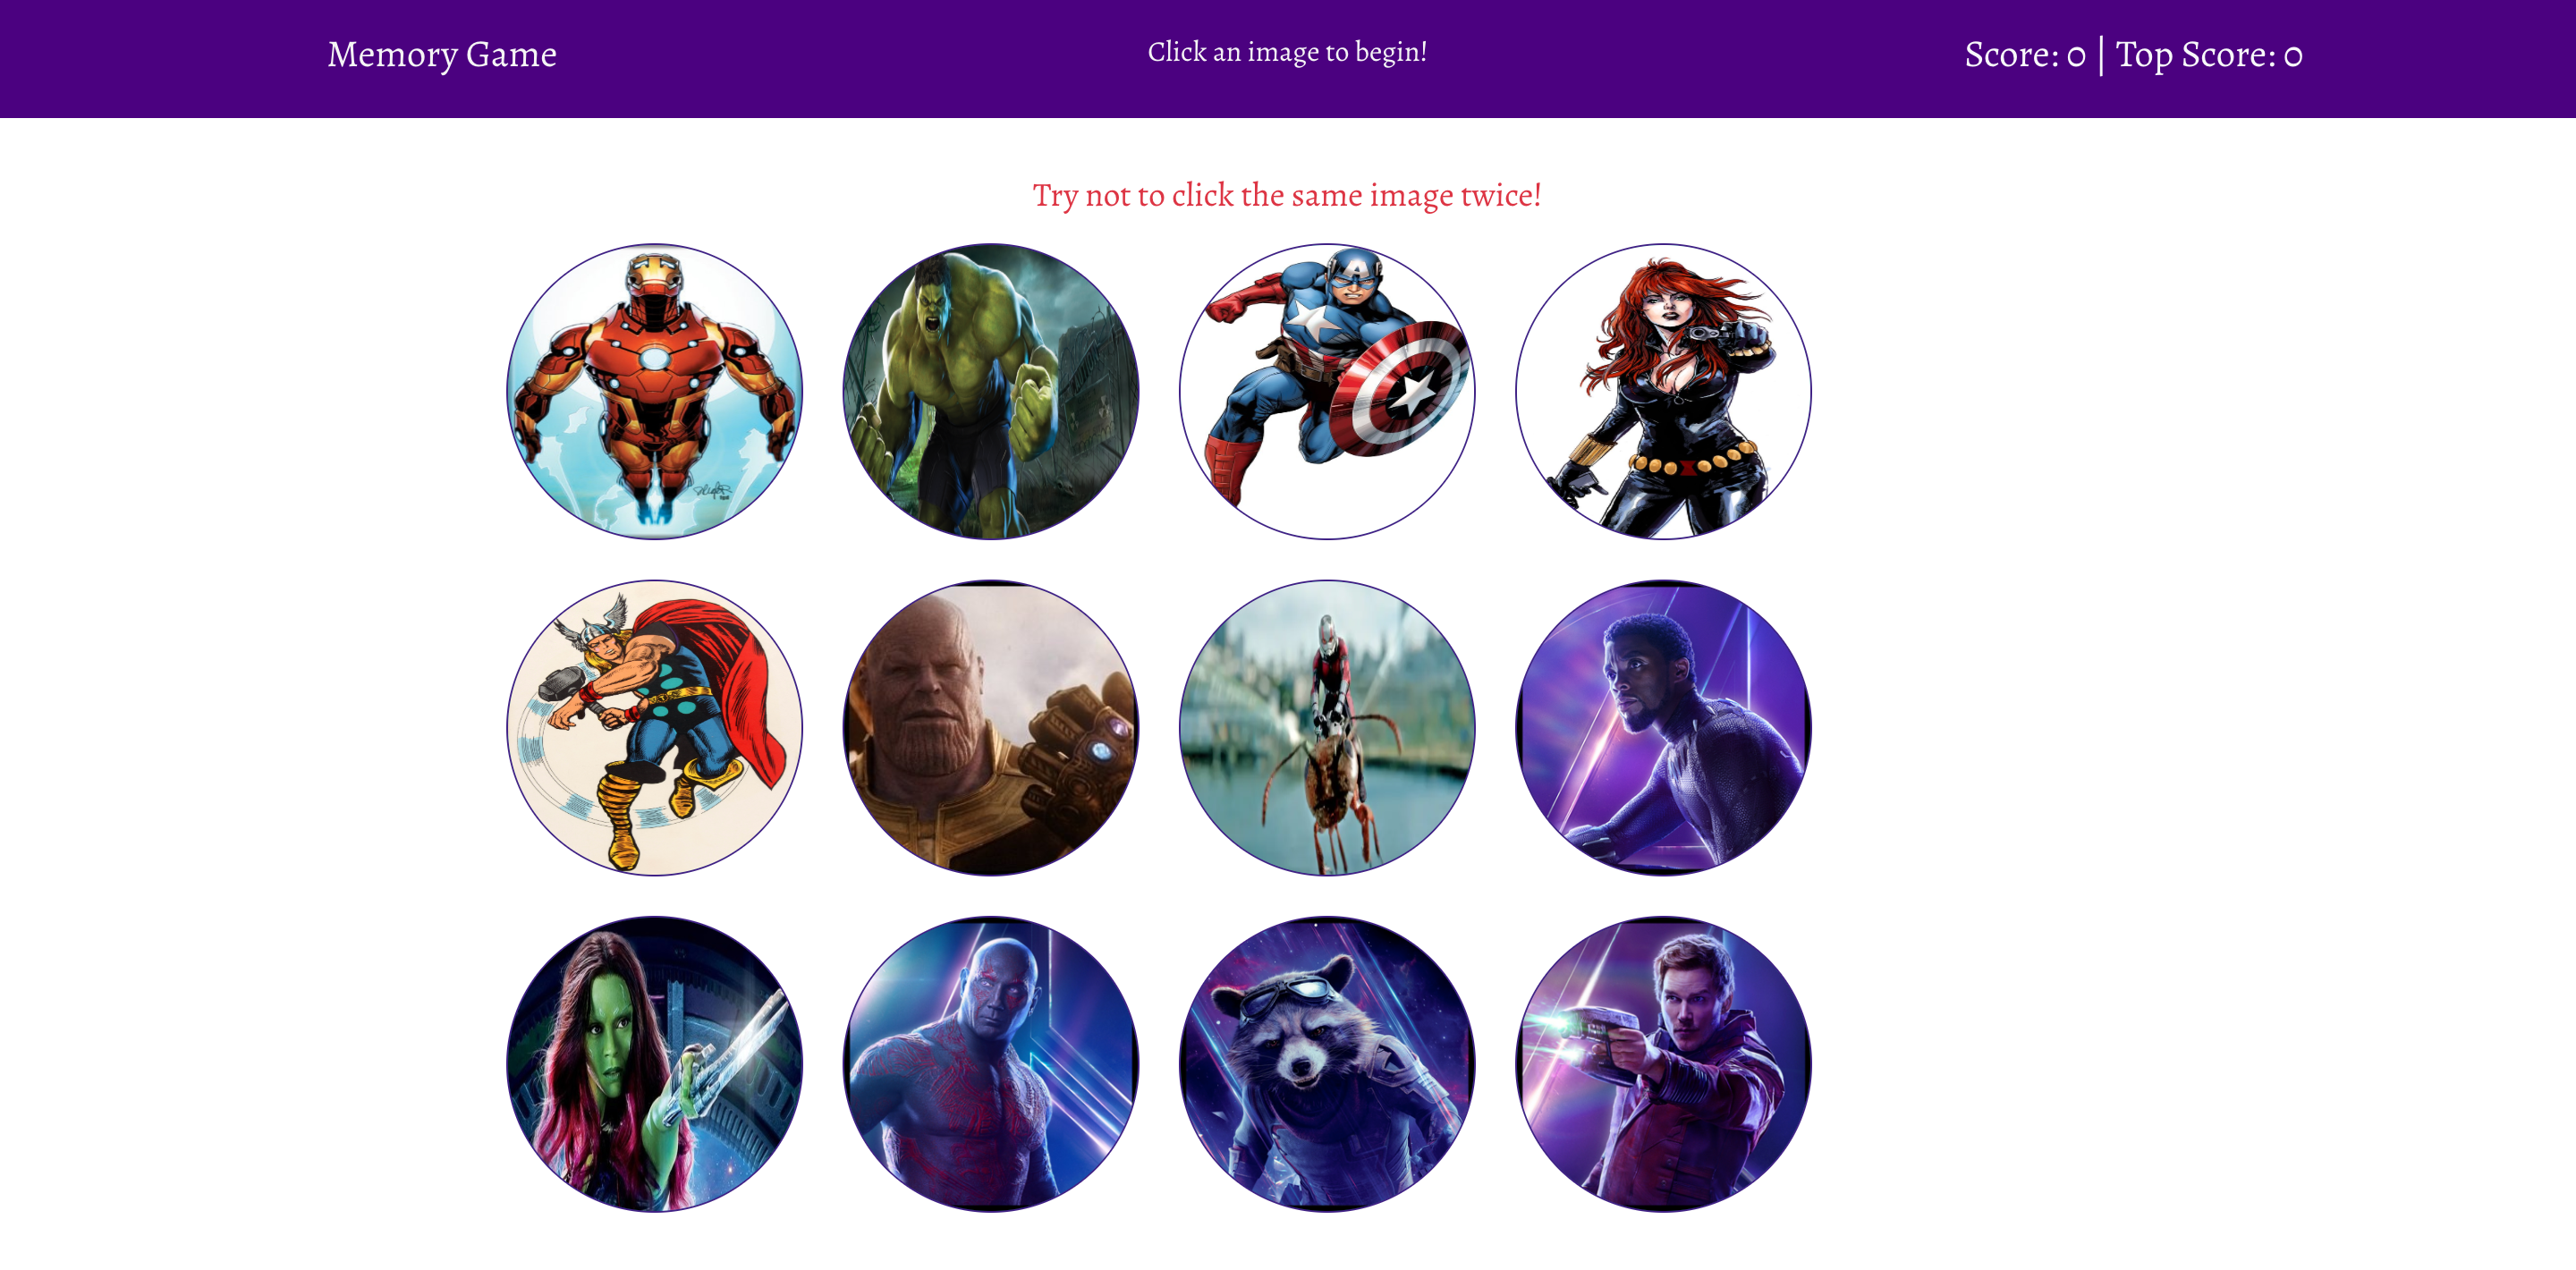 Memory Game
Click an image to begin!
Score: 0 | Top Score: 0
Try not to click the same image twice!